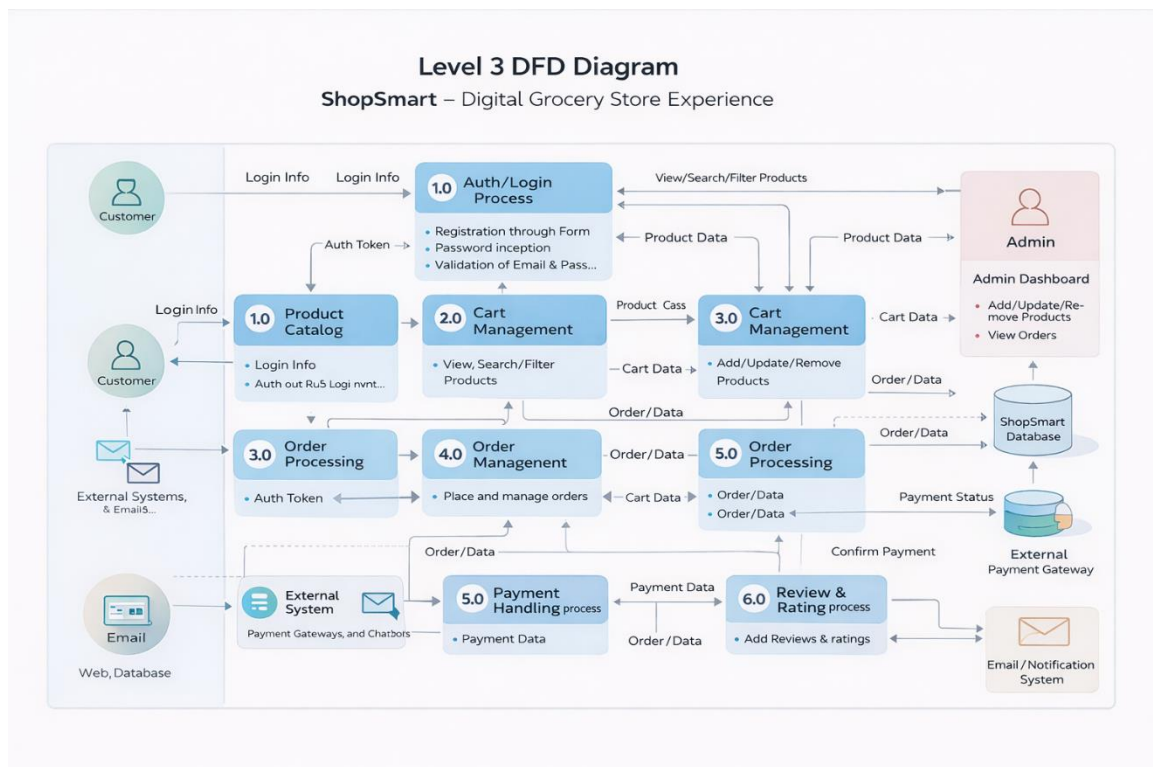 Level 3 DFD Diagram
ShopSmart – Digital Grocery Store Experience
Customer
Login Info
Login Info
1.0 Auth/Login
Process
• Registration through Form
• Password inception
• Validation of Email & Pass...
View/Search/Filter Products
Product Data
Product Data
Auth Token
Admin
Admin Dashboard
• Add/Update/Re-
move Products
• View Orders
Login Info
Customer
1.0 Product
Catalog
• Login Info
• Auth out Ru5 Logi nvnt...
2.0 Cart
Management
• View, Search/Filter
Products
Product Cass
Cart Data
3.0 Cart
Management
• Add/Update/Remove
Products
Cart Data
Order/Data
Order/Data
Order/Data
ShopSmart
Database
External Systems,
& Email5...
3.0 Order
Processing
• Auth Token
4.0 Order
Management
• Place and manage orders
Order/Data
Cart Data
5.0 Order
Processing
• Order/Data
• Order/Data
Payment Status
External
Payment Gateway
Confirm Payment
Order/Data
Email
Web, Database
External
System
Payment Gateways, and Chatbots
5.0 Payment
Handling process
• Payment Data
Payment Data
Order/Data
6.0 Review &
Rating process
• Add Reviews & ratings
Email/Notification
System